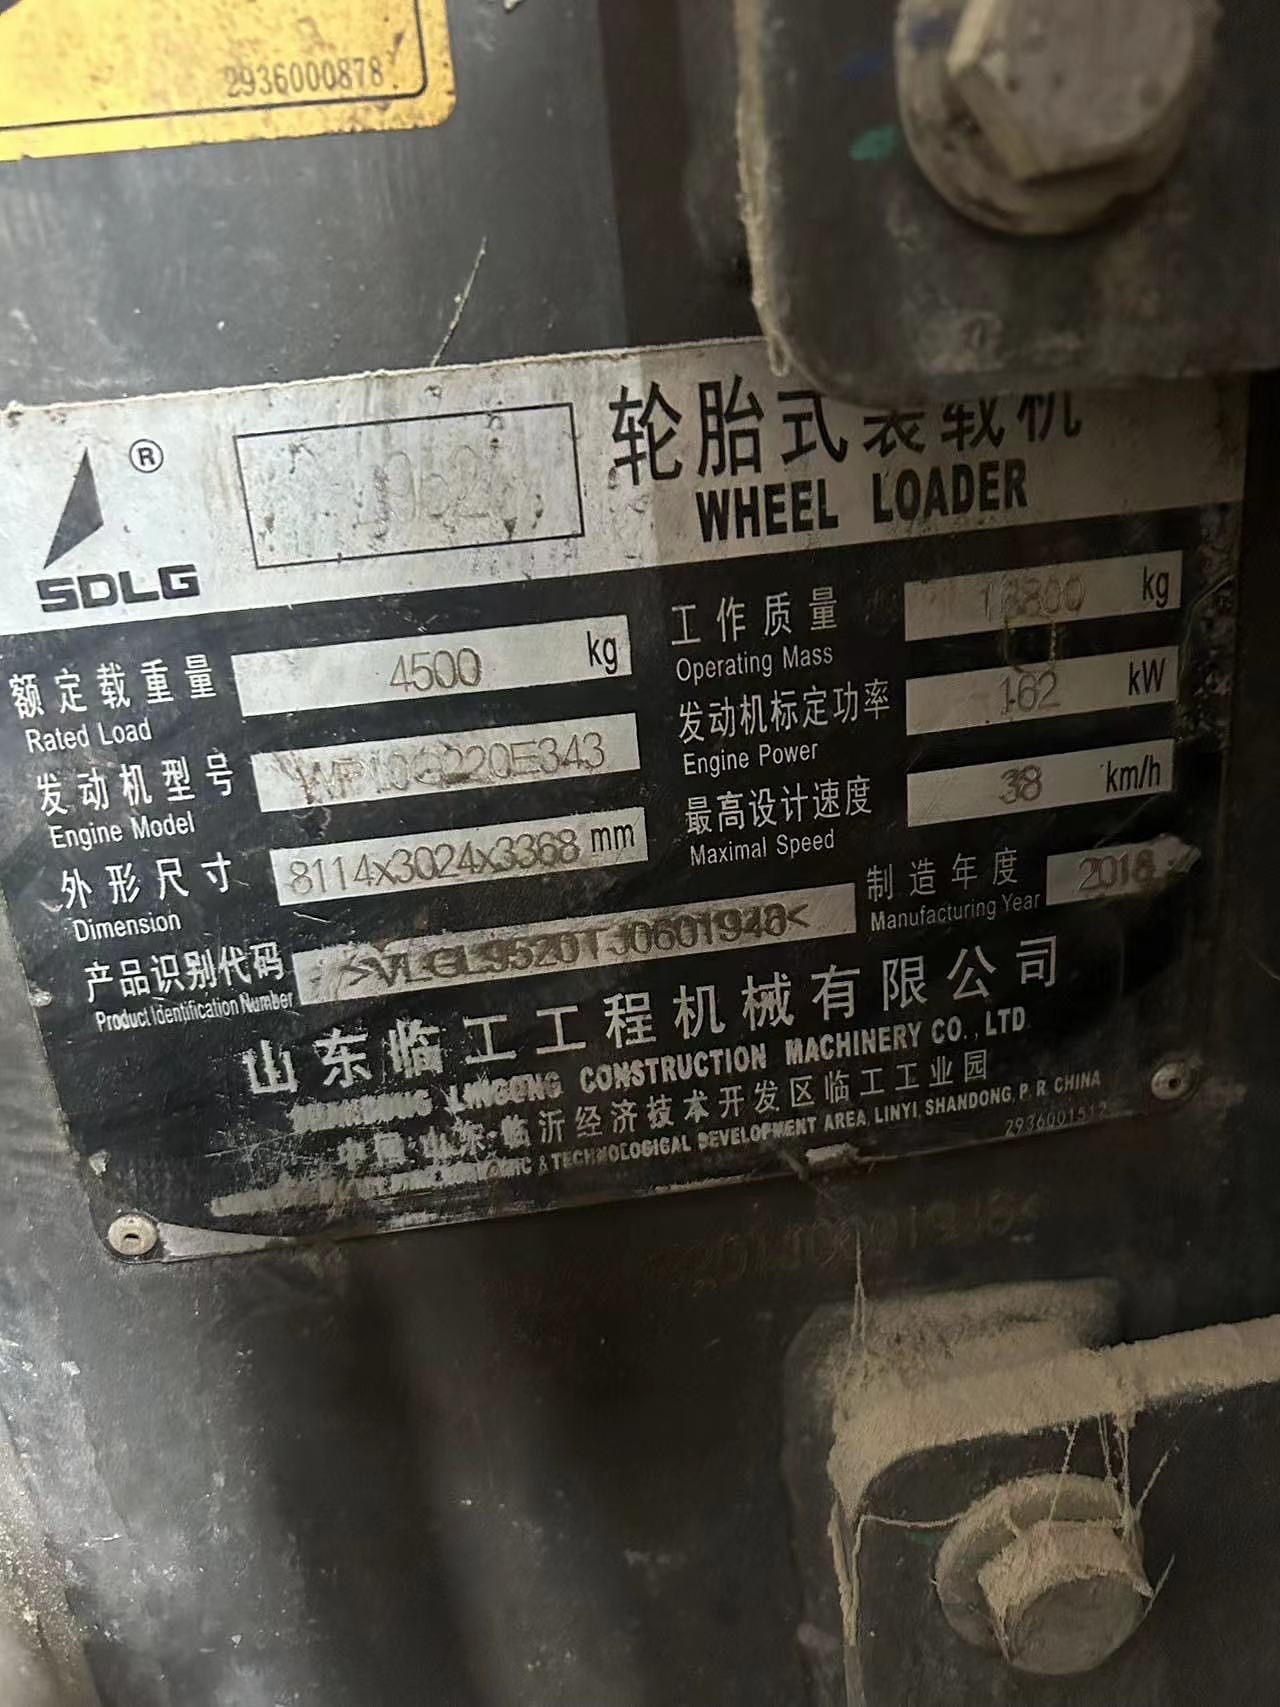 2936000878
®
SDLG
轮胎式装载机
WHEEL LOADER
额定载重量 4500 kg
Rated Load
工作质量 kg
Operating Mass
发动机型号 WP10G220E343
Engine Model
发动机标定功率 162 kW
Engine Power
外形尺寸 8114x3024x3368 mm
Dimension
最高设计速度 38 km/h
Maximal Speed
产品识别代码
Product Identification Number
制造年度 2018
Manufacturing Year
山东临工工程机械有限公司
SHANDONG LINGONG CONSTRUCTION MACHINERY CO., LTD
中国·山东·临沂经济技术开发区临工工业园
& TECHNOLOGICAL DEVELOPMENT AREA, LINYI, SHANDONG, P. R. CHINA
2936001512